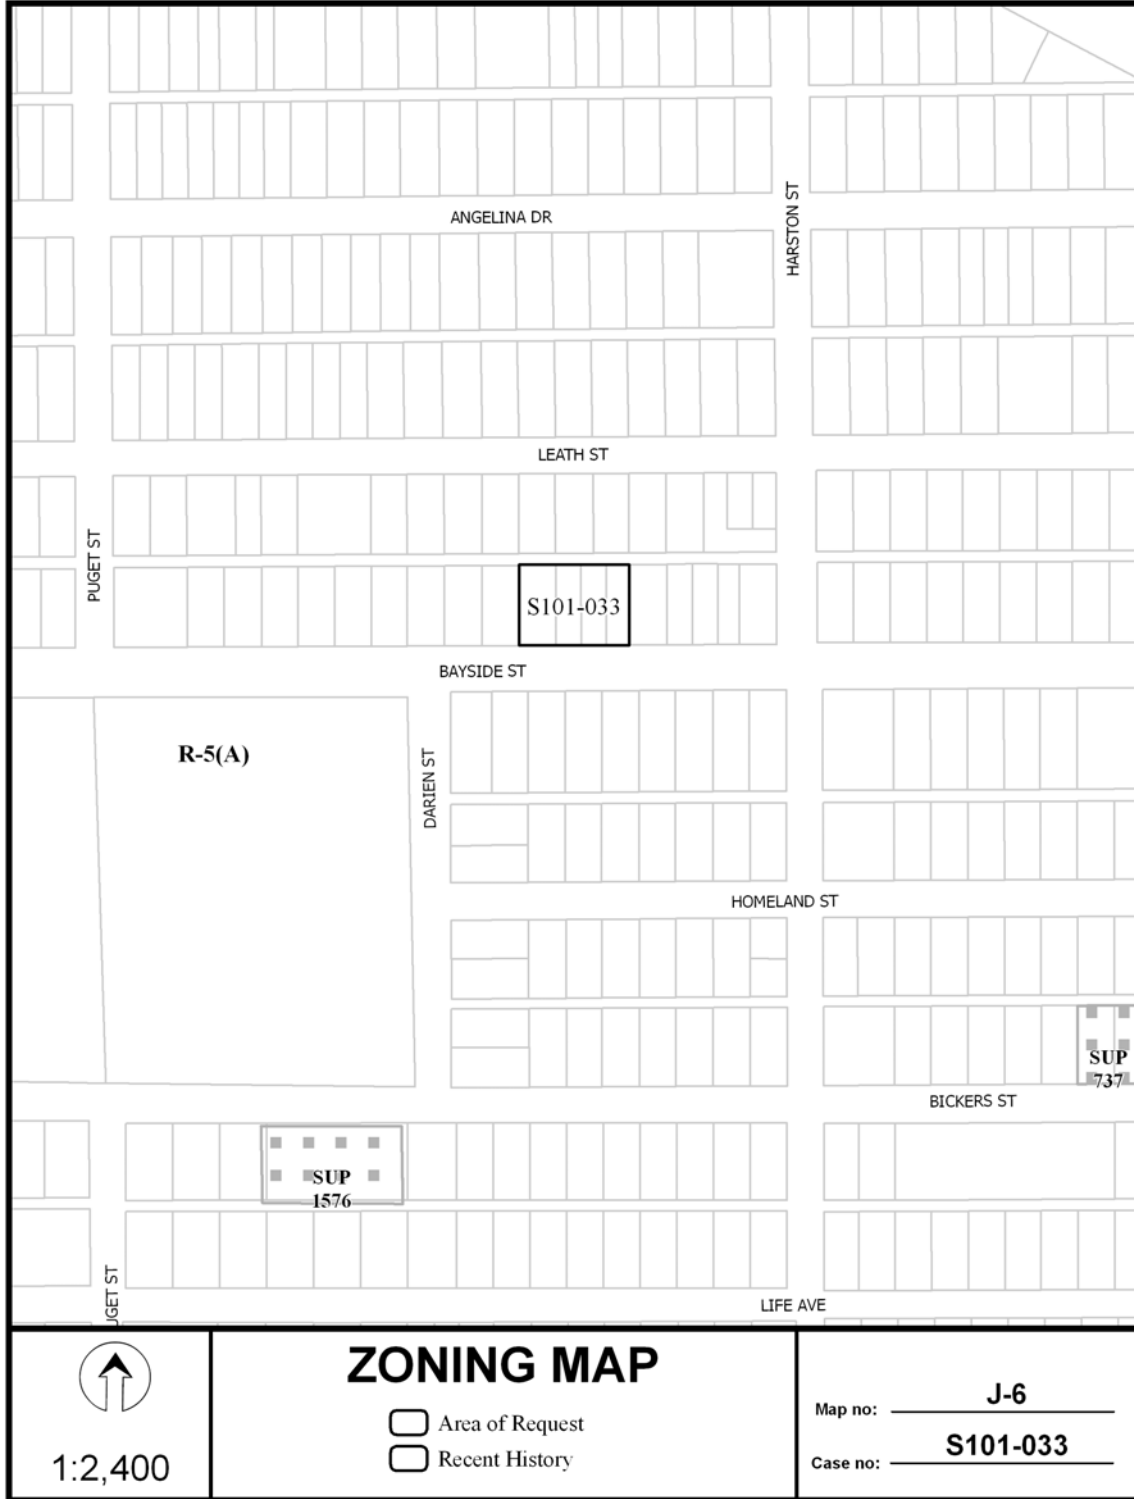 ANGELINA DR
HARSTON ST
LEATH ST
PUGET ST
S101-033
BAYSIDE ST
R-5(A)
DARIEN ST
HOMELAND ST
SUP
737
BICKERS ST
SUP
1576
UGET ST
LIFE AVE
1:2,400
ZONING MAP
Area of Request
Recent History
Map no: J-6
Case no: S101-033